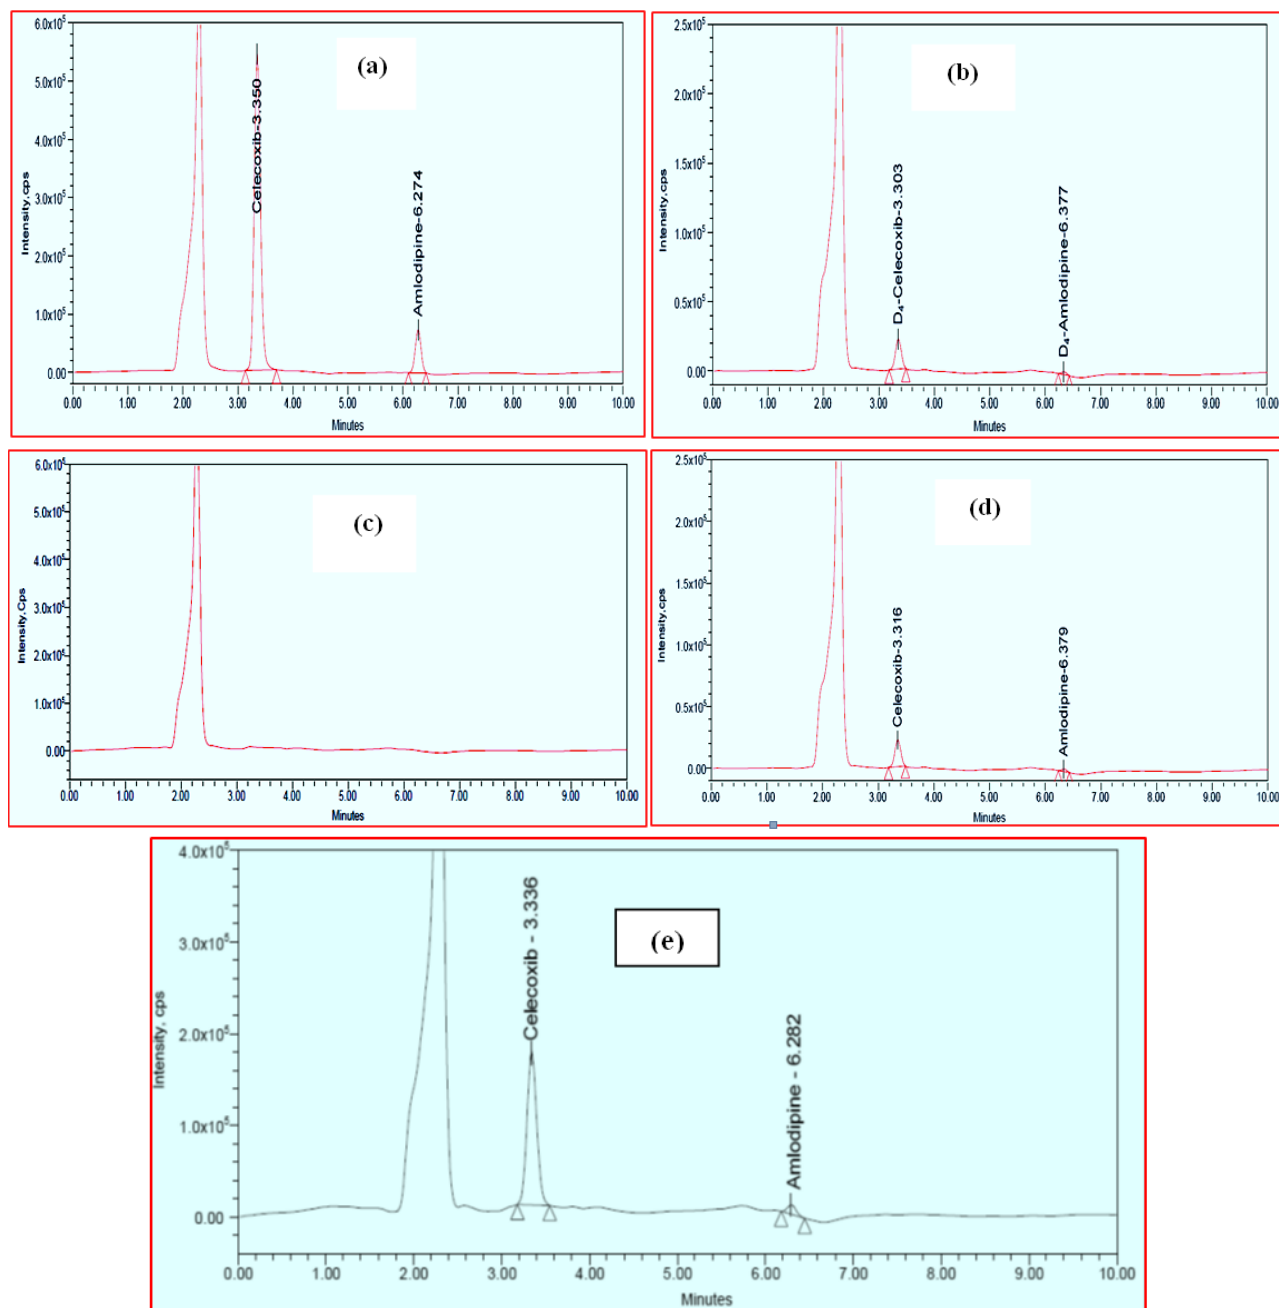 (a)
Intensity,cps
6.0x10⁵
5.0x10⁵
4.0x10⁵
3.0x10⁵
2.0x10⁵
1.0x10⁵
0.00
Celecoxib-3.350
Amlodipine-6.274
0.00 1.00 2.00 3.00 4.00 5.00 6.00 7.00 8.00 9.00 10.00
Minutes
(b)
Intensity,cps
2.5x10⁵
2.0x10⁵
1.5x10⁵
1.0x10⁵
0.5x10⁵
0.00
D₄-Celecoxib-3.303
D₄-Amlodipine-6.377
0.00 1.00 2.00 3.00 4.00 5.00 6.00 7.00 8.00 9.00 10.00
Minutes
(c)
Intensity,Cps
6.0x10⁵
5.0x10⁵
4.0x10⁵
3.0x10⁵
2.0x10⁵
1.0x10⁵
0.00
0.00 1.00 2.00 3.00 4.00 5.00 6.00 7.00 8.00 9.00 10.00
Minutes
(d)
Intensity,cps
2.5x10⁵
2.0x10⁵
1.5x10⁵
1.0x10⁵
0.5x10⁵
0.00
Celecoxib-3.316
Amlodipine-6.379
0.00 1.00 2.00 3.00 4.00 5.00 6.00 7.00 8.00 9.00 10.00
Minutes
(e)
Intensity, cps
4.0x10⁵
3.0x10⁵
2.0x10⁵
1.0x10⁵
0.00
Celecoxib - 3.336
Amlodipine - 6.282
0.00 1.00 2.00 3.00 4.00 5.00 6.00 7.00 8.00 9.00 10.00
Minutes